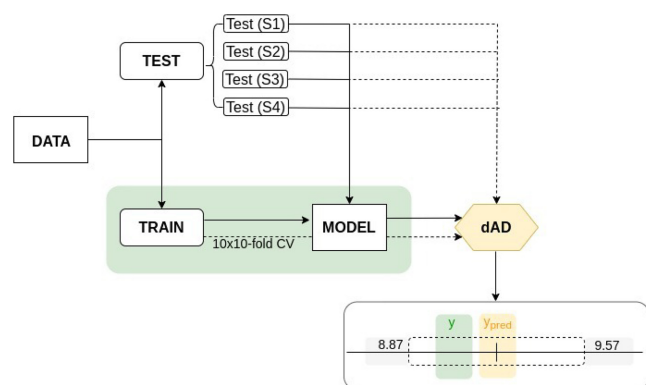 Test (S1)
Test (S2)
TEST
Test (S3)
Test (S4)
DATA
TRAIN
10x10-fold CV
MODEL
dAD
y
ypred
8.87
9.57